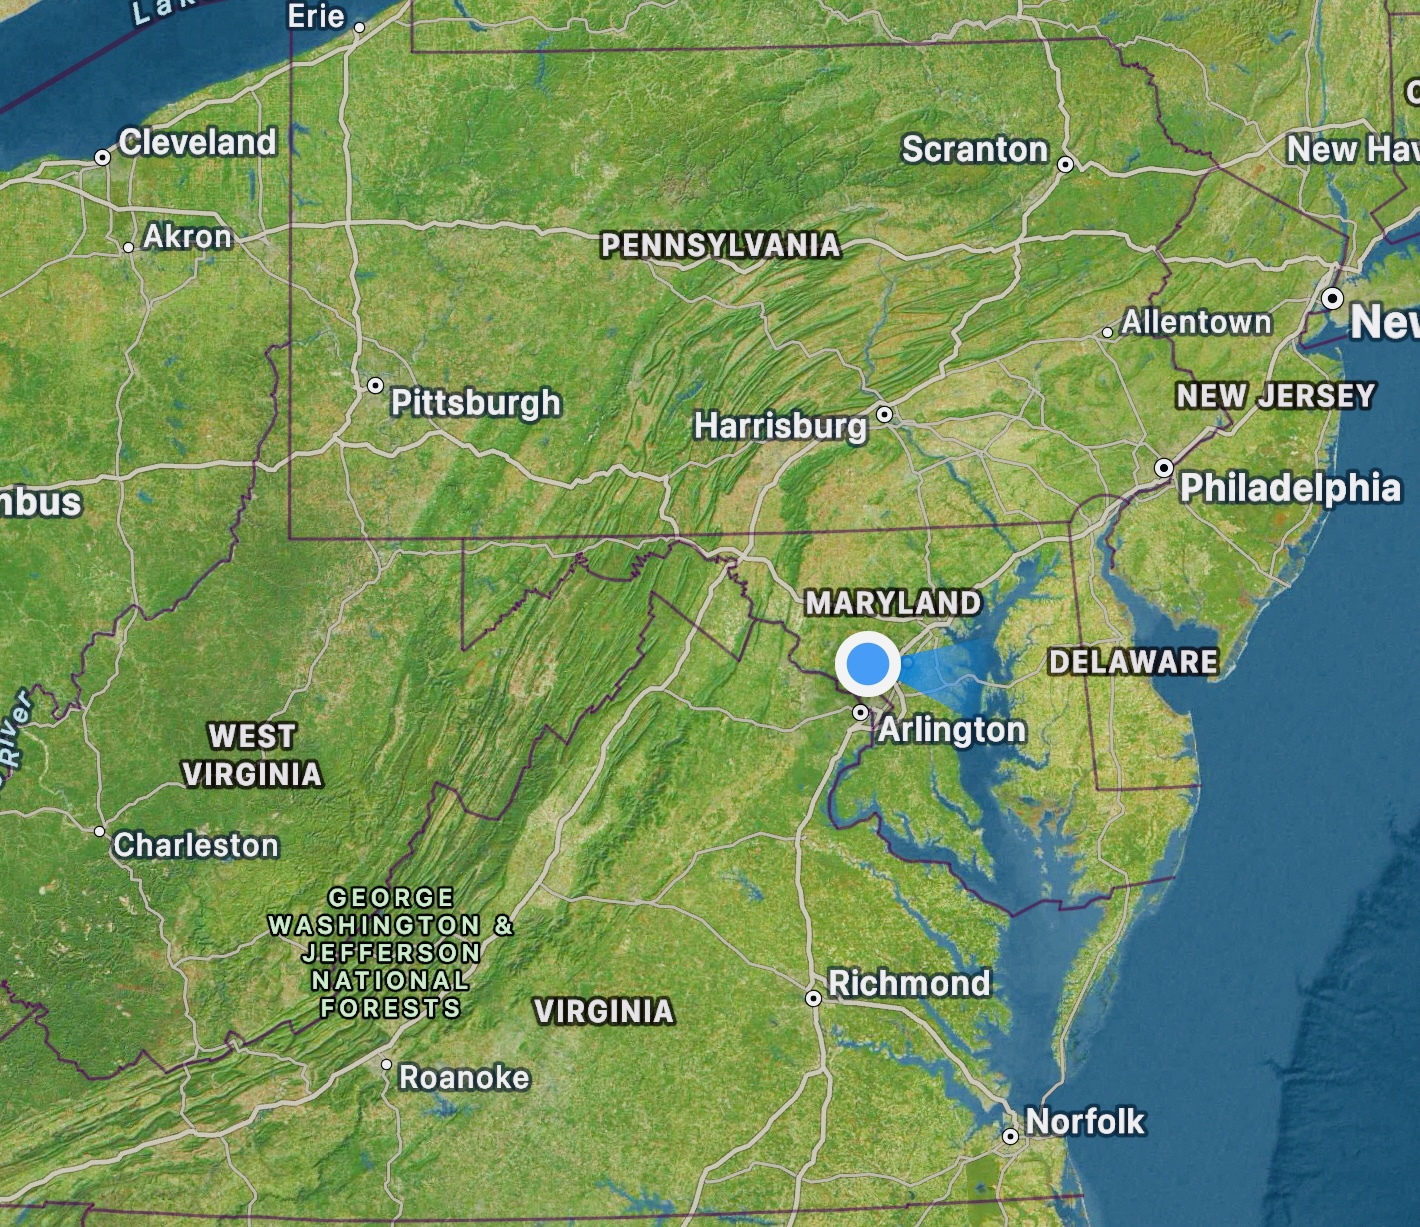 Lak
Erie
Cleveland
Scranton
New Hav
Akron
PENNSYLVANIA
Allentown
New
Pittsburgh
NEW JERSEY
Harrisburg
Philadelphia
mbus
MARYLAND
DELAWARE
Arlington
River
WEST
VIRGINIA
Charleston
GEORGE
WASHINGTON &
JEFFERSON
NATIONAL
FORESTS
Richmond
VIRGINIA
Roanoke
Norfolk